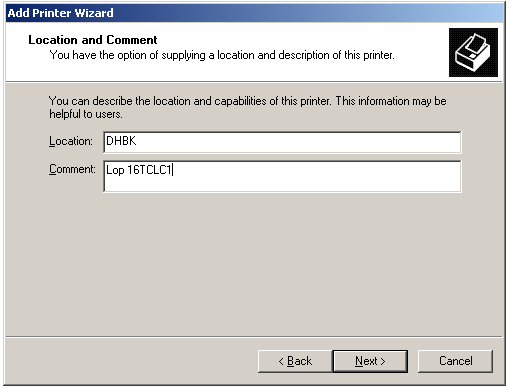 Add Printer Wizard
Location and Comment
You have the option of supplying a location and description of this printer.
You can describe the location and capabilities of this printer. This information may be
helpful to users.
Location: DHBK
Comment: Lop 16TCLC1
< Back Next > Cancel